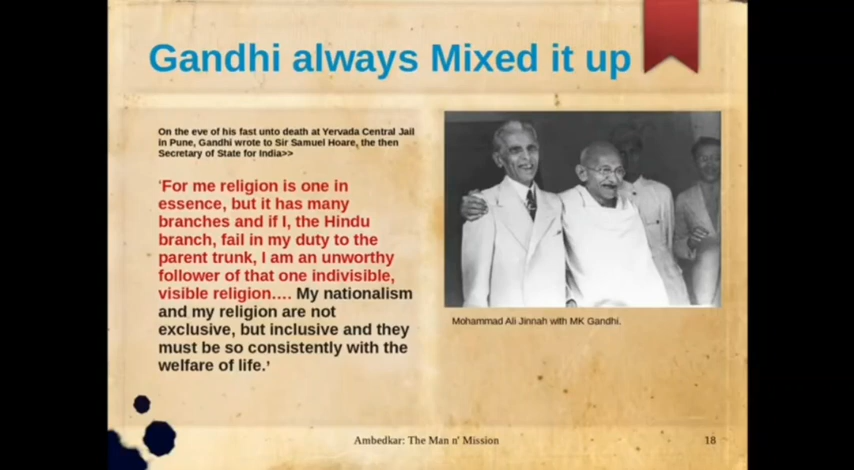 Gandhi always Mixed it up
On the eve of his fast unto death at Yervada Central Jail
in Pune, Gandhi wrote to Sir Samuel Hoare, the then
Secretary of State for India>>
'For me religion is one in
essence, but it has many
branches and if I, the Hindu
branch, fail in my duty to the
parent trunk, I am an unworthy
follower of that one indivisible,
visible religion…. My nationalism
and my religion are not
exclusive, but inclusive and they
must be so consistently with the
welfare of life.’
Mohammad Ali Jinnah with MK Gandhi.
Ambedkar: The Man n' Mission
18